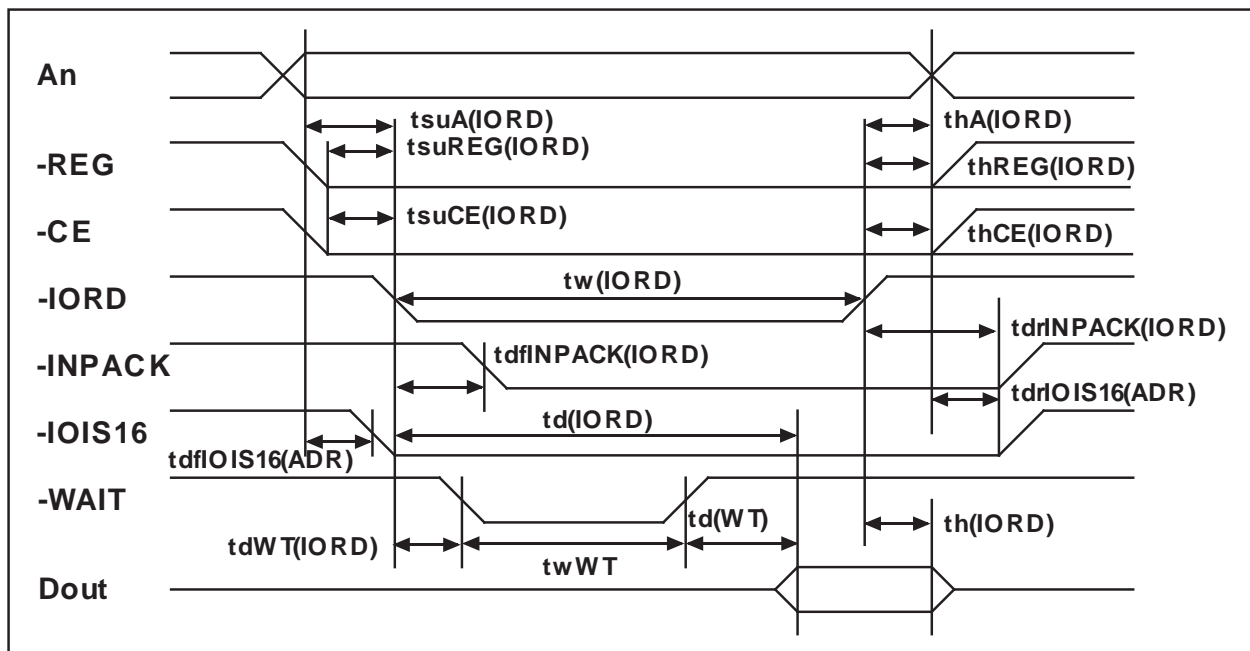 An
tsuA(IORD)
thA(IORD)
tsuREG(IORD)
-REG
thREG(IORD)
tsuCE(IORD)
-CE
thCE(IORD)
tw(IORD)
-IORD
tdrINPACK(IORD)
tdfINPACK(IORD)
-INPACK
tdrIOIS16(ADR)
td(IORD)
-IOIS16
tdfIOIS16(ADR)
-WAIT
td(WT)
th(IORD)
tdWT(IORD)
twWT
Dout